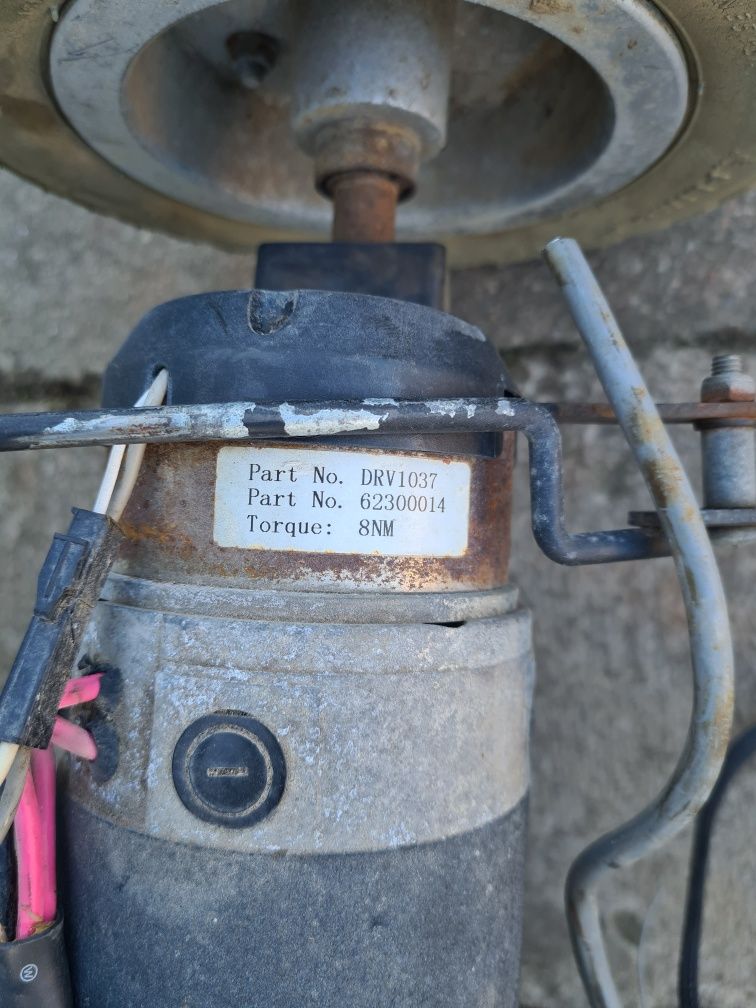 Part No. DRV1037
Part No. 62300014
Torque: 8NM